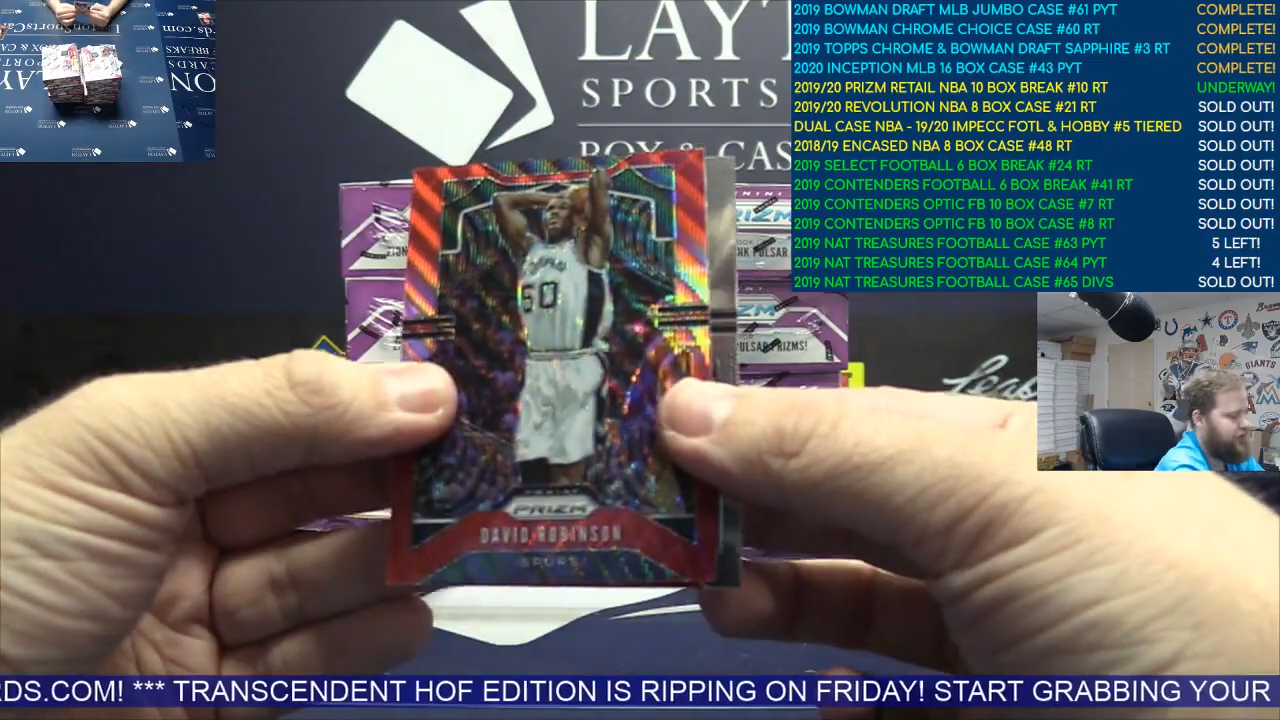 2019 BOWMAN DRAFT MLB JUMBO CASE #61 PYT COMPLETE!
2019 BOWMAN CHROME CHOICE CASE #60 RT COMPLETE!
2019 TOPPS CHROME & BOWMAN DRAFT SAPPHIRE #3 RT COMPLETE!
2020 INCEPTION MLB 16 BOX CASE #43 PYT COMPLETE!
2019/20 PRIZM RETAIL NBA 10 BOX BREAK #10 RT UNDERWAY!
2019/20 REVOLUTION NBA 8 BOX CASE #21 RT SOLD OUT!
DUAL CASE NBA - 19/20 IMPECC FOTL & HOBBY #5 TIERED SOLD OUT!
2018/19 ENCASED NBA 8 BOX CASE #48 RT SOLD OUT!
2019 SELECT FOOTBALL 6 BOX BREAK #24 RT SOLD OUT!
2019 CONTENDERS FOOTBALL 6 BOX BREAK #41 RT SOLD OUT!
2019 CONTENDERS OPTIC FB 10 BOX CASE #7 RT SOLD OUT!
2019 CONTENDERS OPTIC FB 10 BOX CASE #8 RT SOLD OUT!
2019 NAT TREASURES FOOTBALL CASE #63 PYT 5 LEFT!
2019 NAT TREASURES FOOTBALL CASE #64 PYT 4 LEFT!
2019 NAT TREASURES FOOTBALL CASE #65 DIVS SOLD OUT!
LAYT
SPORTS
BOX & CAS
50
PRIZM
DAVID ROBINSON
SPURS
Leaf
GIANTS
RDS.COM! *** TRANSCENDENT HOF EDITION IS RIPPING ON FRIDAY! START GRABBING YOUR